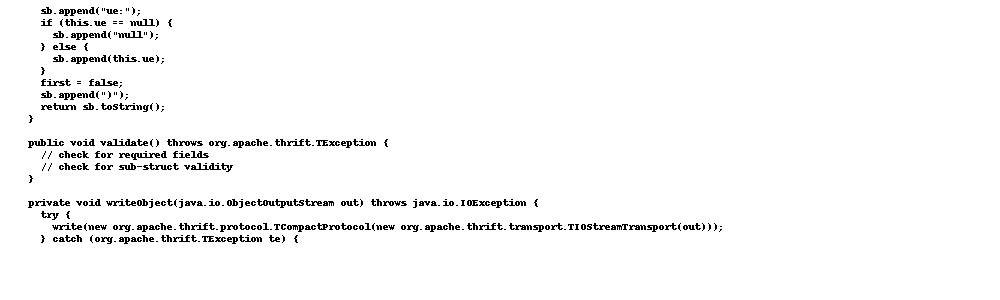 sb.append("ue:");
if (this.ue == null) {
sb.append("null");
} else {
sb.append(this.ue);
}
first = false;
sb.append(")");
return sb.toString();
}
public void validate() throws org.apache.thrift.TException {
// check for required fields
// check for sub-struct validity
}
private void writeObject(java.io.ObjectOutputStream out) throws java.io.IOException {
try {
write(new org.apache.thrift.protocol.TCompactProtocol(new org.apache.thrift.transport.TIOStreamTransport(out)));
} catch (org.apache.thrift.TException te) {